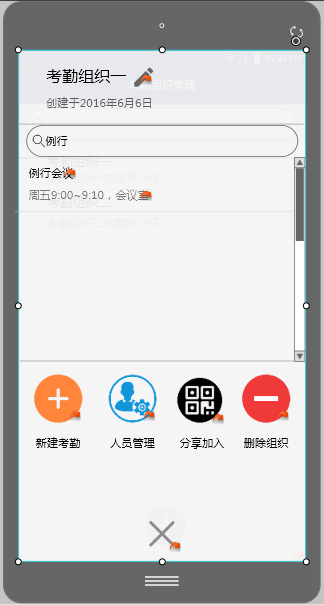 考勤组织一
创建于2016年6月6日
例行
例行会议
周五9:00~9:10，会议室
新建考勤
人员管理
分享加入
删除组织